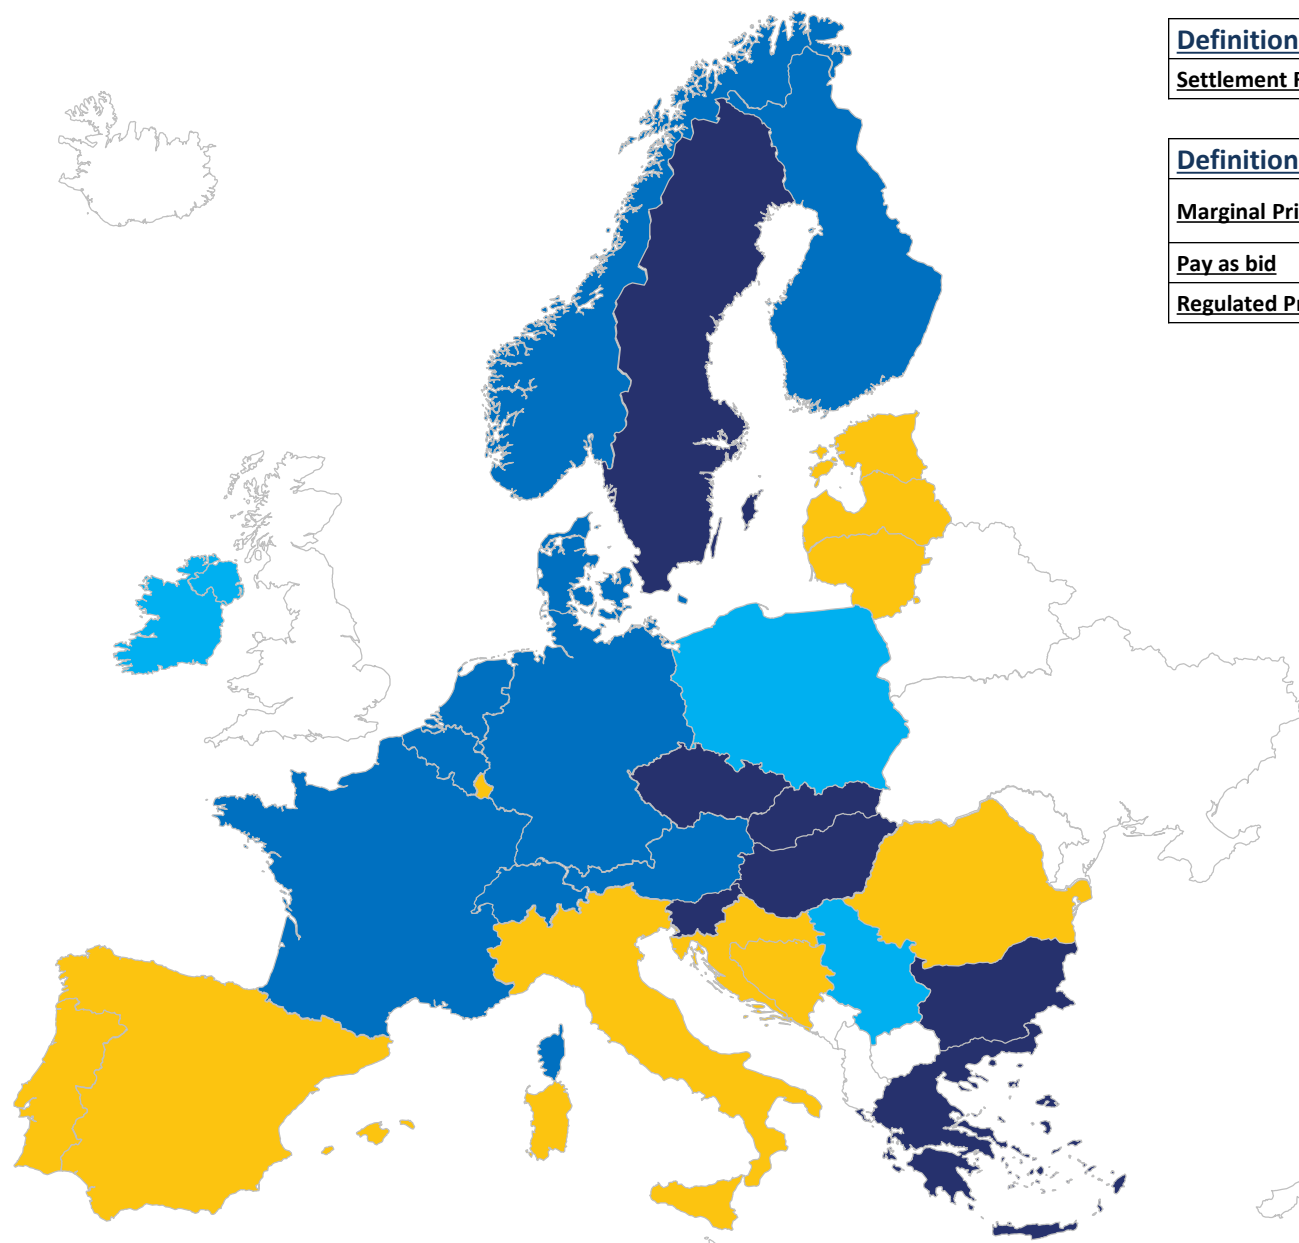 Definition
Settlement
Definition
Marginal
Pay as bid
Regulated